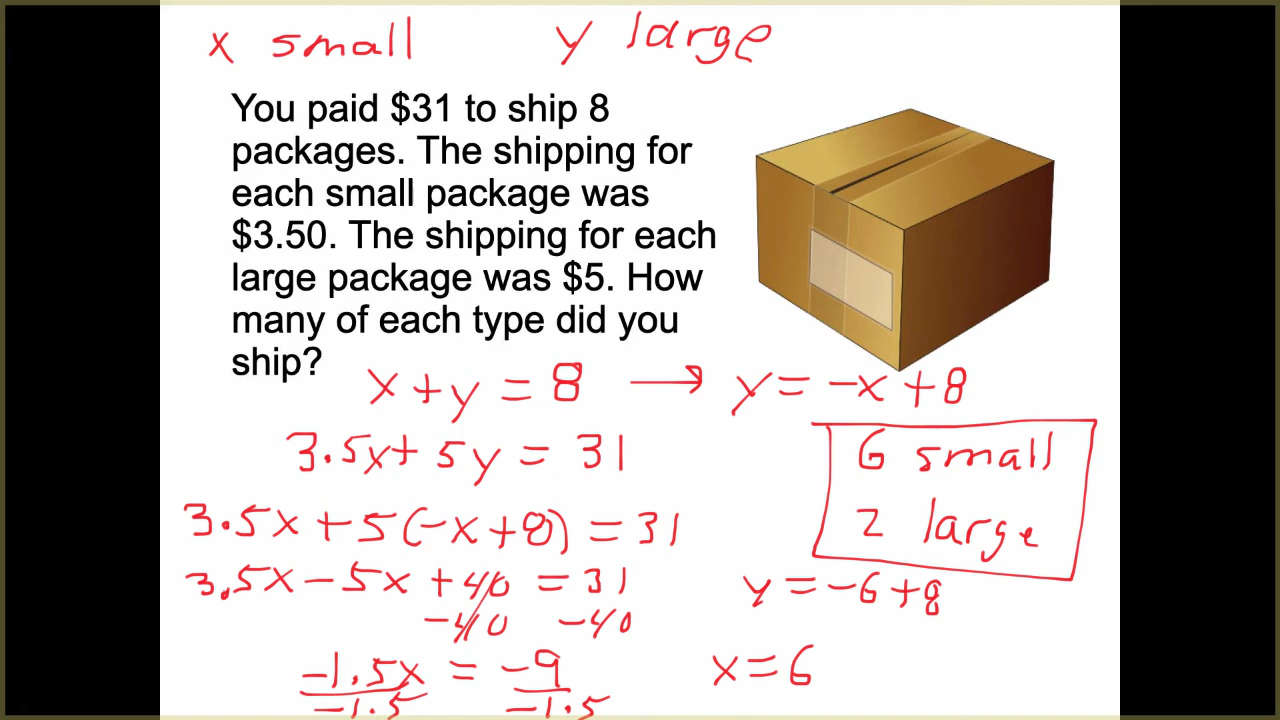 x small y large
You paid $31 to ship 8
packages. The shipping for
each small package was
$3.50. The shipping for each
large package was $5. How
many of each type did you
ship?
x + y = 8 → y = -x + 8
3.5x + 5y = 31
6 small
2 large
3.5x + 5(-x + 8) = 31
3.5x - 5x + 40 = 31
-40 -40
y = -6 + 8
-1.5x = -9
-1.5 -1.5
x = 6